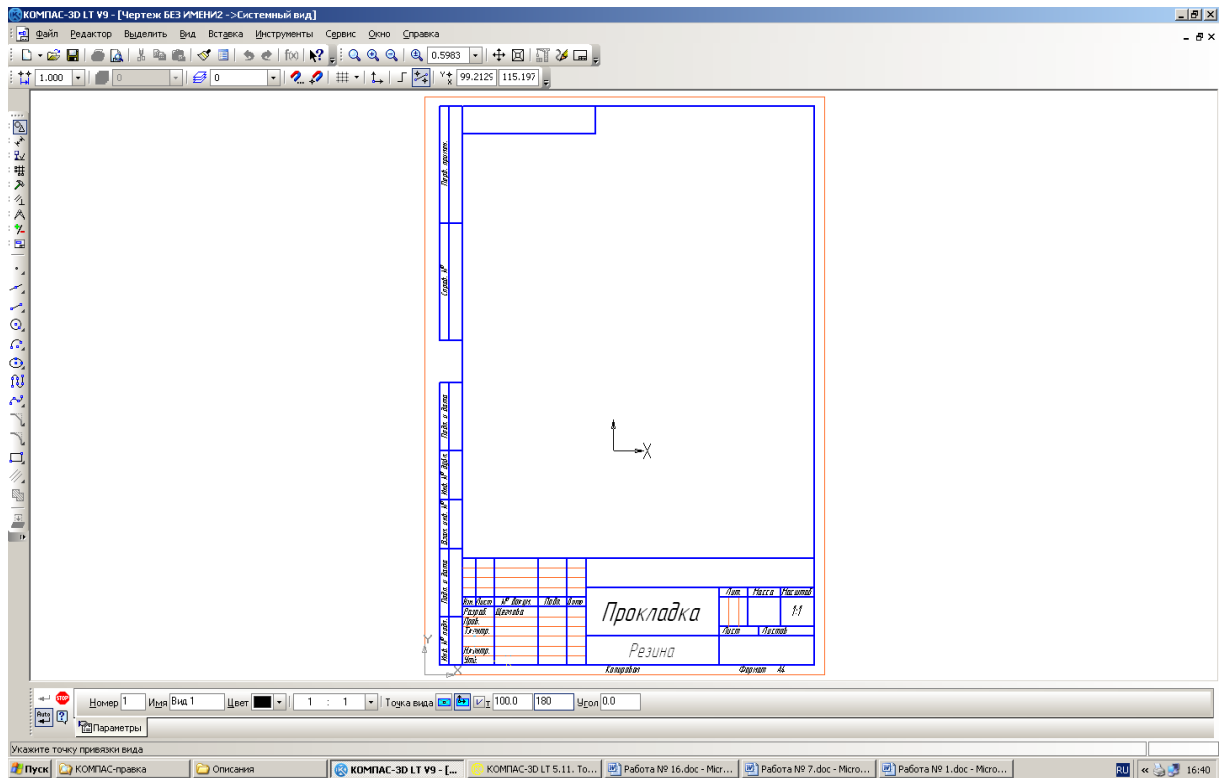 КОМПАС-3D LT V9 - [Чертеж БЕЗ ИМЕНИ2 ->Системный вид]
Файл Редактор Выделить Вид Вставка Инструменты Сервис Окно Справка
0.5983
1.000 0 0 99.2129 115.197
Перв. примен.
Справ. №
Подп. и дата
Инв. № дубл.
Взам. инв. №
Подп. и дата
Инв. № подл.
Лит. Масса Масштаб
Изм. Лист № докум. Подп. Дата
Разраб. Щеглова
Пров.
Т.контр.
Прокладка
1:1
Лист Листов
Н.контр.
Утв.
Резина
Копировал Формат А4
Y
X
X
Номер 1 Имя Вид 1 Цвет 1 : 1 Точка вида 100.0 180 Угол 0.0
Auto
Параметры
Укажите точку привязки вида
Пуск КОМПАС-правка Описания КОМПАС-3D LT V9 - [... КОМПАС-3D LT 5.11. То... Работа № 16.doc - Micr... Работа № 7.doc - Micro... Работа № 1.doc - Micro... RU 16:40